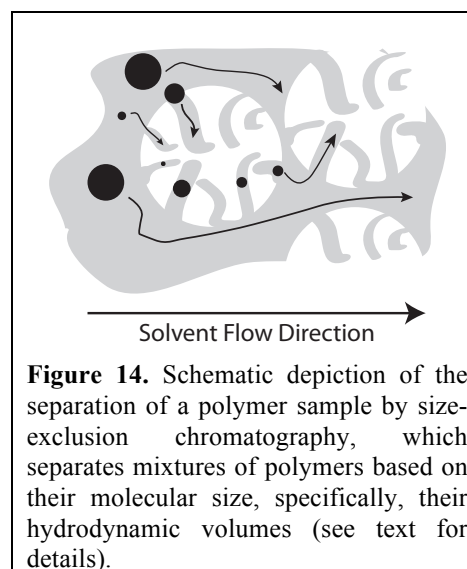 Solvent Flow Direction
Figure 14. Schematic depiction of the
separation of a polymer sample by size-
exclusion chromatography, which
separates mixtures of polymers based on
their molecular size, specifically, their
hydrodynamic volumes (see text for
details).